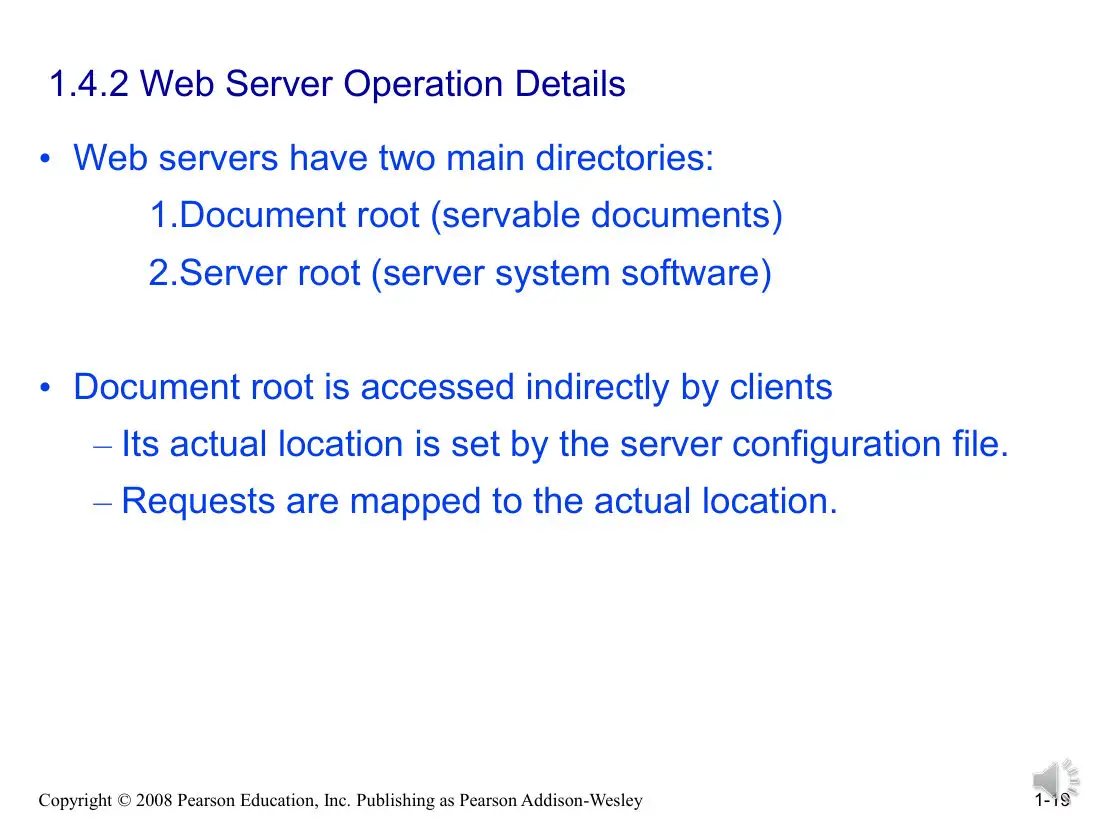 1.4.2 Web Server Operation Details
• Web servers have two main directories:
1.Document root (servable documents)
2.Server root (server system software)
• Document root is accessed indirectly by clients
– Its actual location is set by the server configuration file.
– Requests are mapped to the actual location.
Copyright © 2008 Pearson Education, Inc. Publishing as Pearson Addison-Wesley
1-19